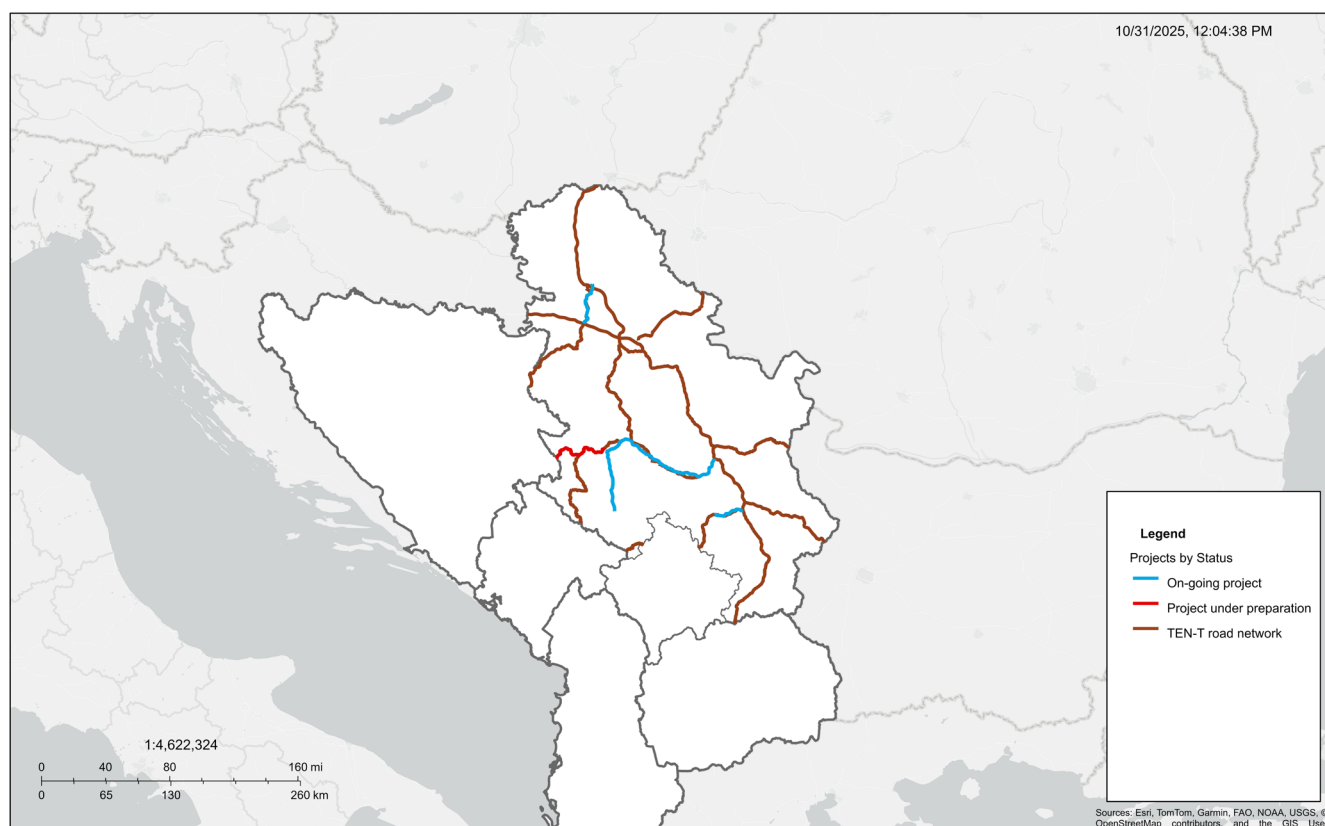 10/31/2025, 12:04:38 PM
Legend
Projects by Status
On-going project
Project under preparation
TEN-T road network
1:4,622,324
0 40 80 160 mi
0 65 130 260 km
Sources: Esri, TomTom, Garmin, FAO, NOAA, USGS, ©
OpenStreetMap contributors, and the GIS Use